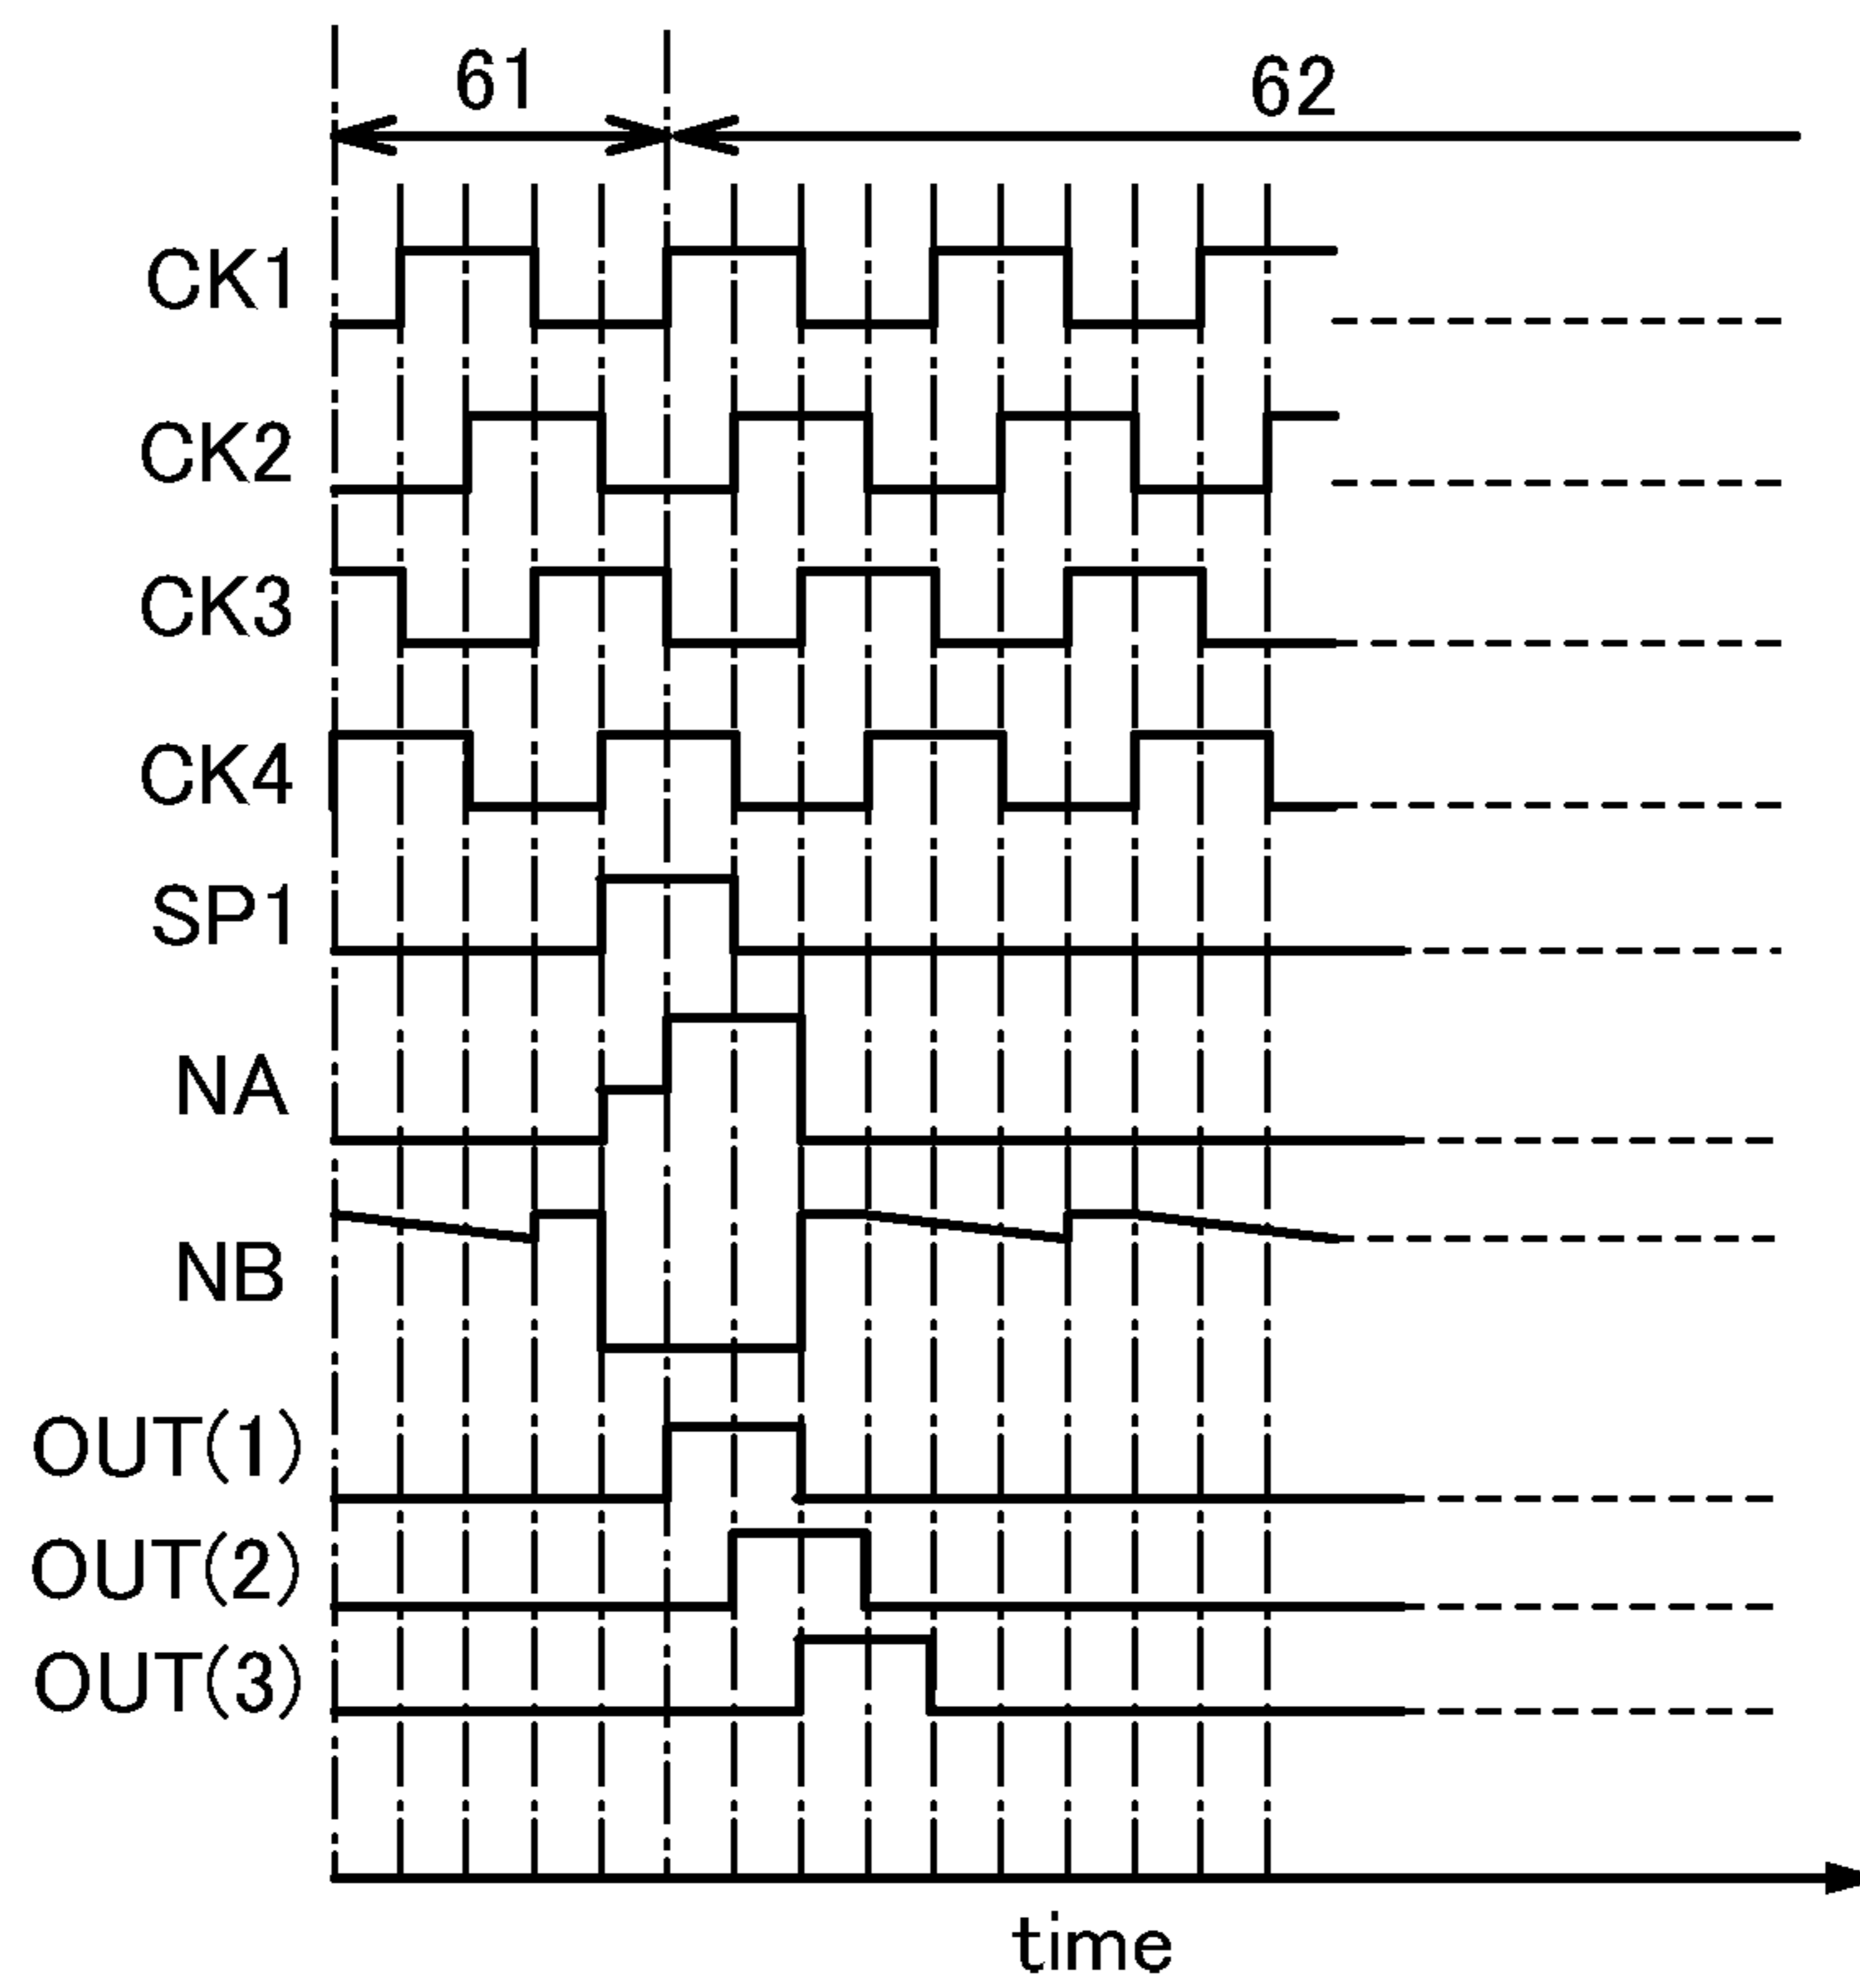 61
62
CK1
CK2
CK3
CK4
SP1
NA
NB
OUT(1)
OUT(2)
OUT(3)
time